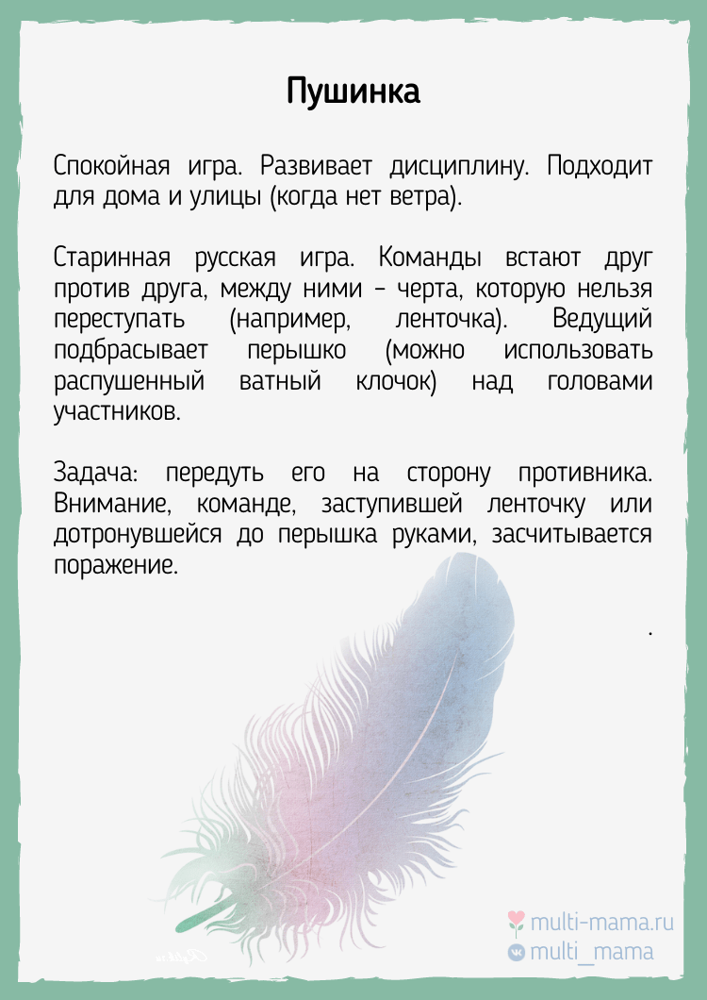 Пушинка
Спокойная игра. Развивает дисциплину. Подходит
для дома и улицы (когда нет ветра).
Старинная русская игра. Команды встают друг
против друга, между ними – черта, которую нельзя
переступать (например, ленточка). Ведущий
подбрасывает перышко (можно использовать
распушенный ватный клочок) над головами
участников.
Задача: передуть его на сторону противника.
Внимание, команде, заступившей ленточку или
дотронувшейся до перышка руками, засчитывается
поражение.
.
multi-mama.ru
multi_mama